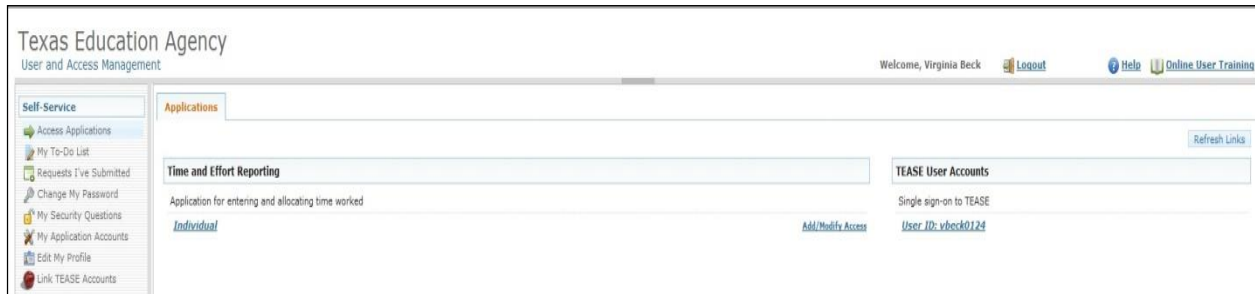 Texas Education Agency
User and Access Management
Welcome, Virginia Beck
Logout
Help
Online User Training
Self-Service
Access Applications
My To-Do List
Requests I've Submitted
Change My Password
My Security Questions
My Application Accounts
Edit My Profile
Link TEASE Accounts
Applications
Refresh Links
Time and Effort Reporting
Application for entering and allocating time worked
Individual
Add/Modify Access
TEASE User Accounts
Single sign-on to TEASE
User ID: vbeck0124